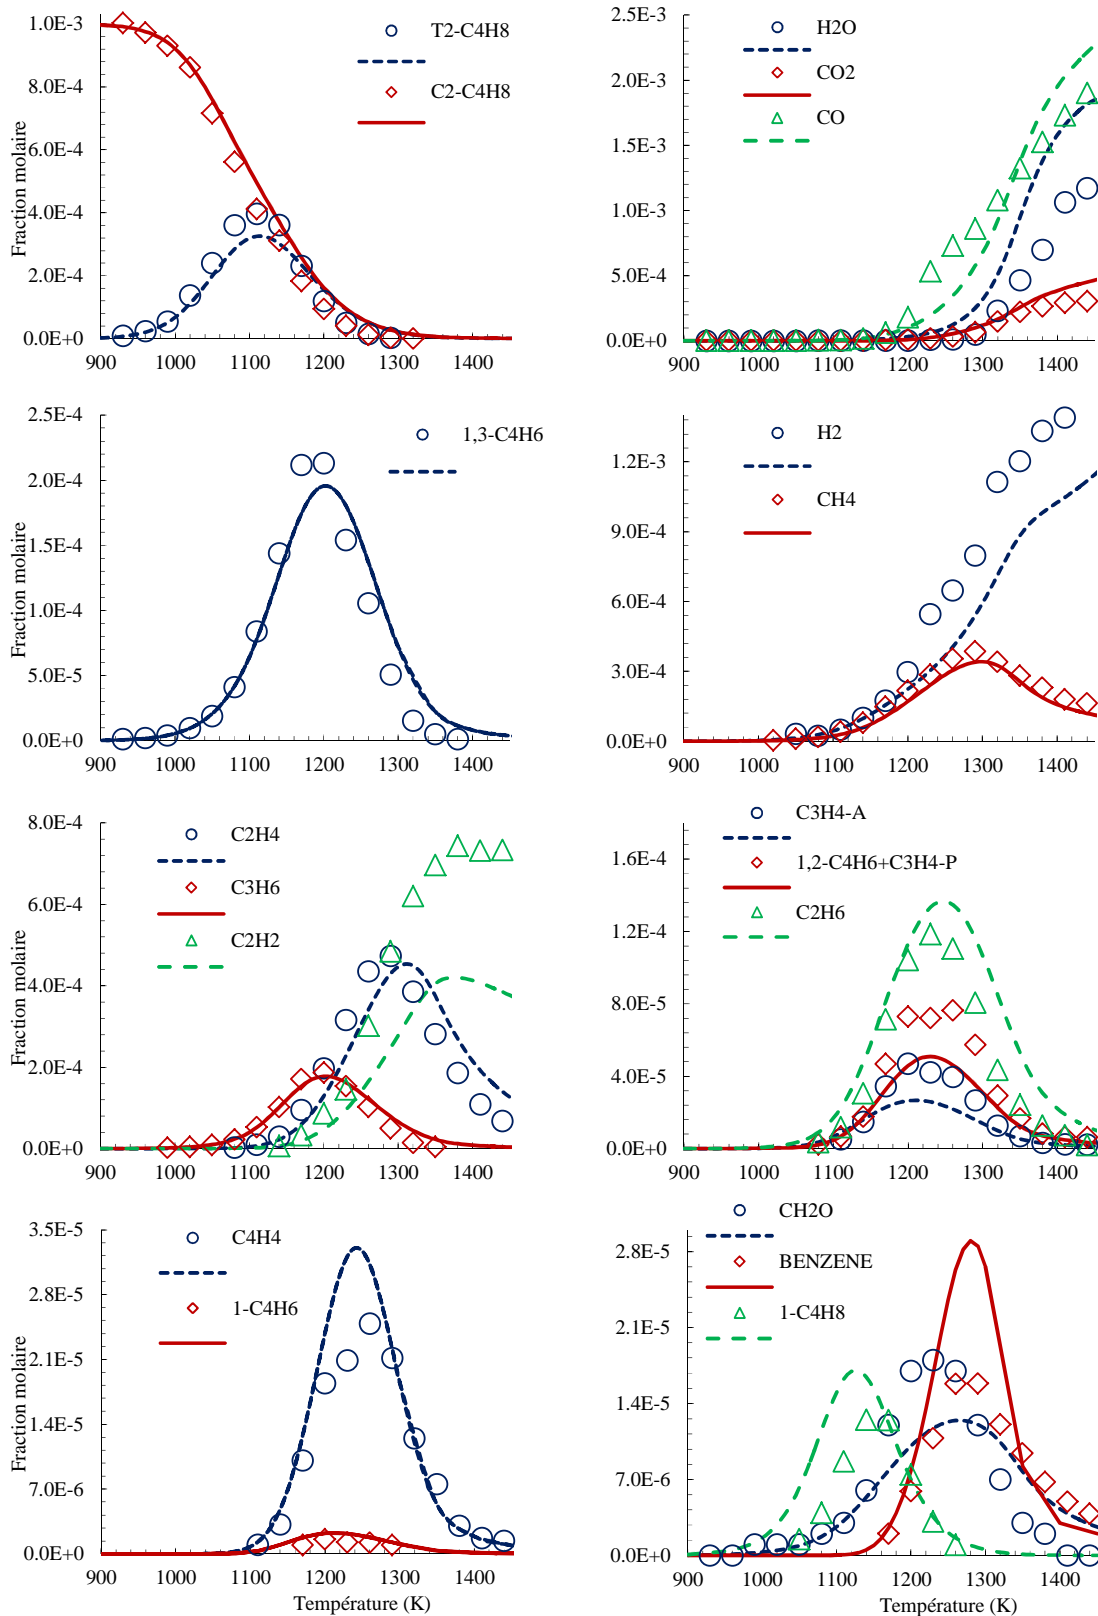 T2-C4H8
C2-C4H8
Fraction molaire
1.0E-3
8.0E-4
6.0E-4
4.0E-4
2.0E-4
0.0E+0
900 1000 1100 1200 1300 1400
H2O
CO2
CO
2.5E-3
2.0E-3
1.5E-3
1.0E-3
5.0E-4
0.0E+0
900 1000 1100 1200 1300 1400
1,3-C4H6
Fraction molaire
2.5E-4
2.0E-4
1.5E-4
1.0E-4
5.0E-5
0.0E+0
900 1000 1100 1200 1300 1400
H2
CH4
1.2E-3
9.0E-4
6.0E-4
3.0E-4
0.0E+0
900 1000 1100 1200 1300 1400
C2H4
C3H6
C2H2
Fraction molaire
8.0E-4
6.0E-4
4.0E-4
2.0E-4
0.0E+0
900 1000 1100 1200 1300 1400
C3H4-A
1,2-C4H6+C3H4-P
C2H6
1.6E-4
1.2E-4
8.0E-5
4.0E-5
0.0E+0
900 1000 1100 1200 1300 1400
C4H4
1-C4H6
Fraction molaire
3.5E-5
2.8E-5
2.1E-5
1.4E-5
7.0E-6
0.0E+0
900 1000 1100 1200 1300 1400
Température (K)
CH2O
BENZENE
1-C4H8
2.8E-5
2.1E-5
1.4E-5
7.0E-6
0.0E+0
900 1000 1100 1200 1300 1400
Température (K)